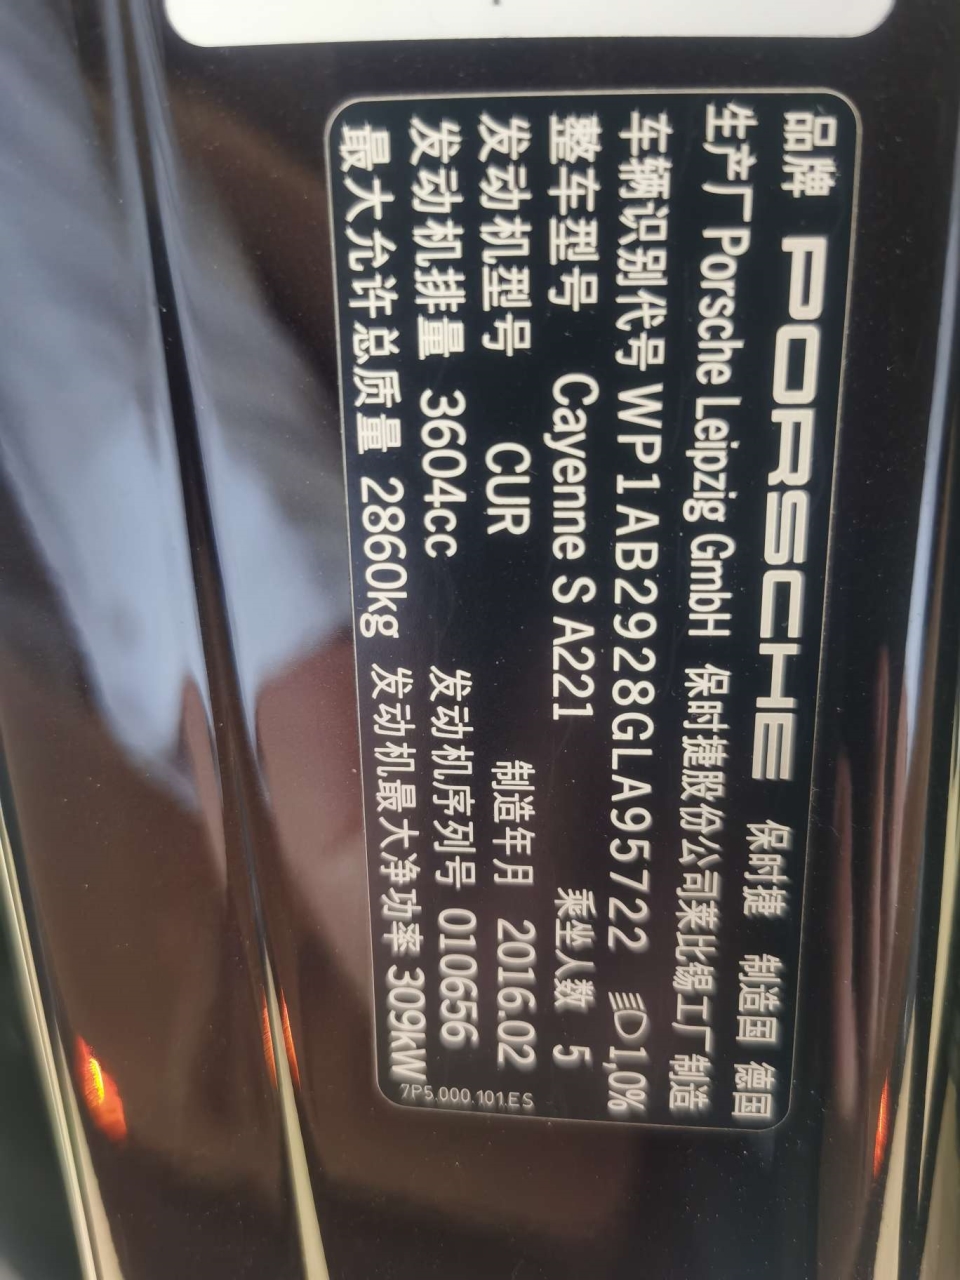 品牌 PORSCHE 保时捷 制造国 德国
生产厂 Porsche Leipzig GmbH 保时捷股份公司莱比锡工厂制造
车辆识别代号 WP1AB2928GLA95722 1,0%
整车型号 Cayenne S A221 乘坐人数 5
发动机型号 CUR 制造年月 2016.02
发动机排量 3604cc 发动机序列号 010656
最大允许总质量 2860kg 发动机最大净功率 309kW
7P5.000.101.ES